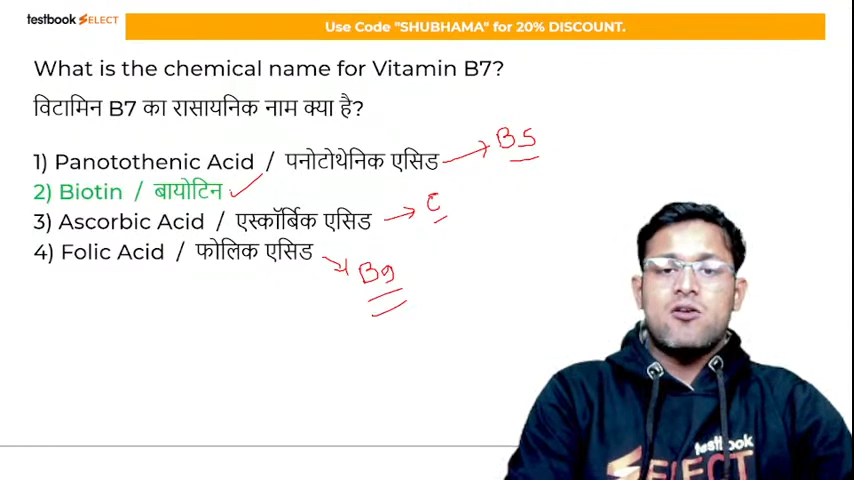 testbook SELECT
Use Code "SHUBHAMA" for 20% DISCOUNT.
What is the chemical name for Vitamin B7?
विटामिन B7 का रासायनिक नाम क्या है?
1) Panotothenic Acid / पनोटोथेनिक एसिड → B5
2) Biotin / बायोटिन
3) Ascorbic Acid / एस्कॉर्बिक एसिड → C
4) Folic Acid / फोलिक एसिड → B9
testbook
SELECT